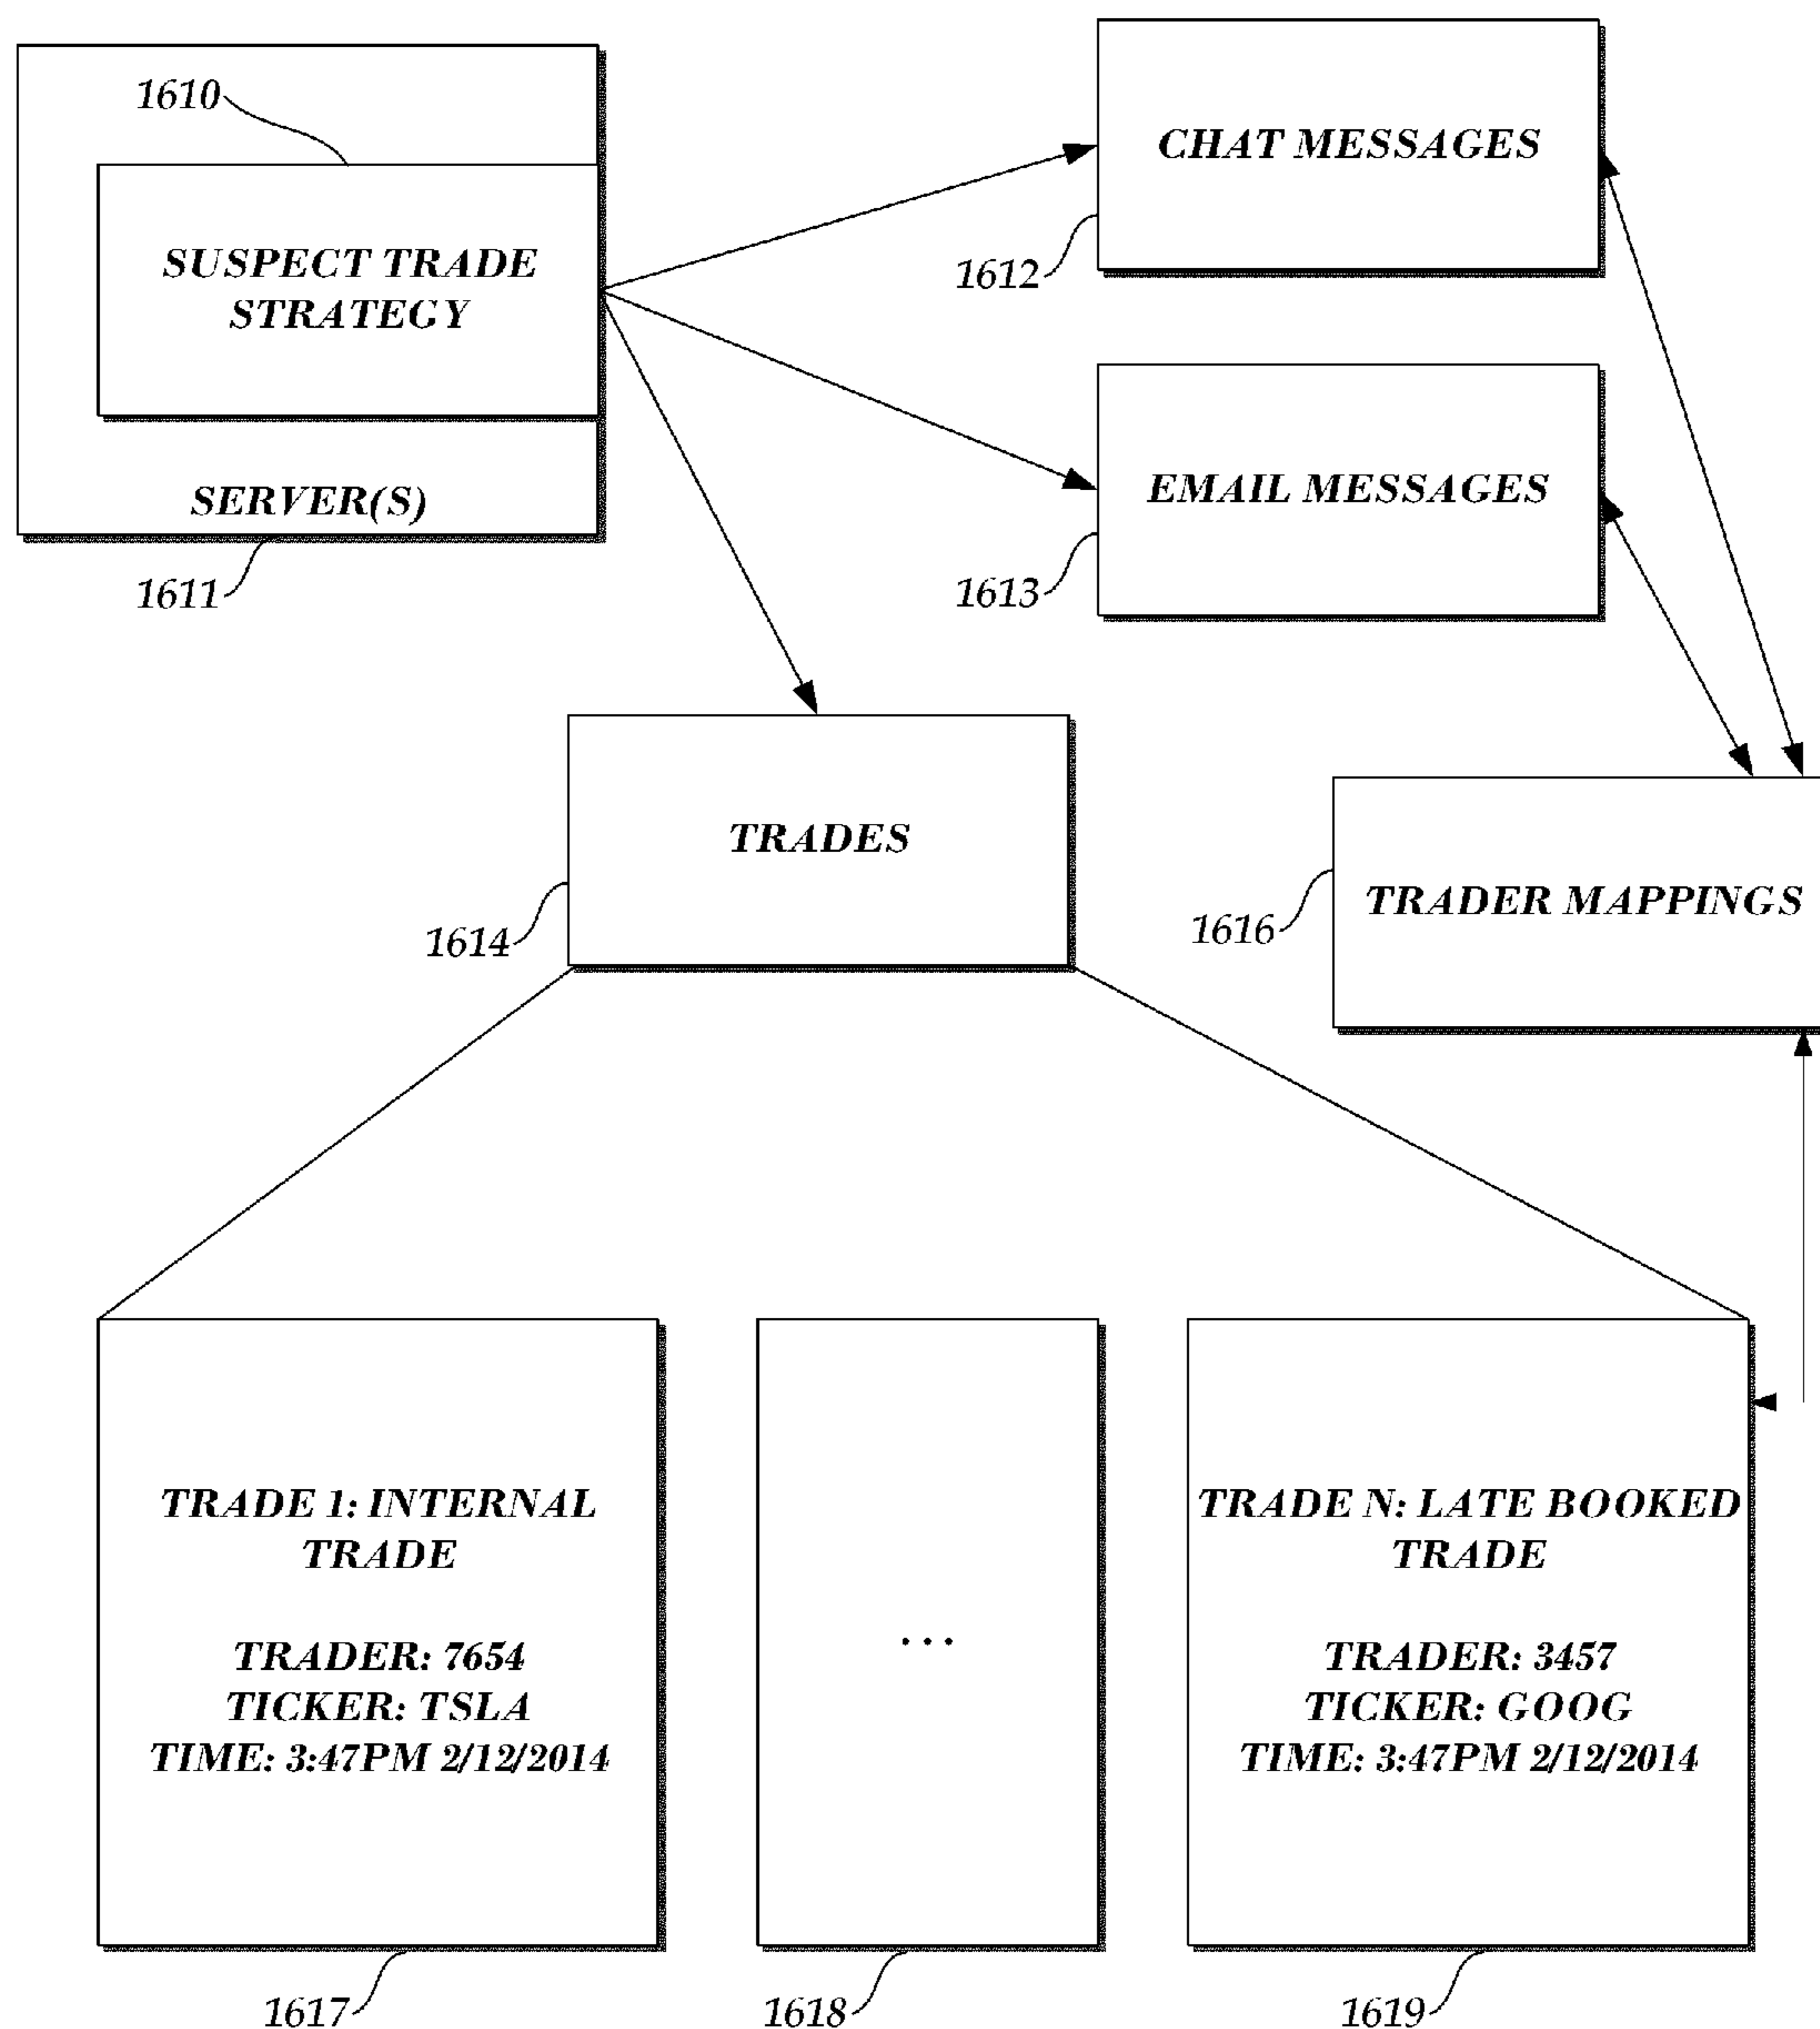 1610
SUSPECT TRADE
STRATEGY
SERVER(S)
1611
CHAT MESSAGES
1612
EMAIL MESSAGES
1613
TRADES
1614
TRADER MAPPINGS
1616
TRADE 1: INTERNAL
TRADE
TRADER: 7654
TICKER: TSLA
TIME: 3:47PM 2/12/2014
1617
...
1618
TRADE N: LATE BOOKED
TRADE
TRADER: 3457
TICKER: GOOG
TIME: 3:47PM 2/12/2014
1619